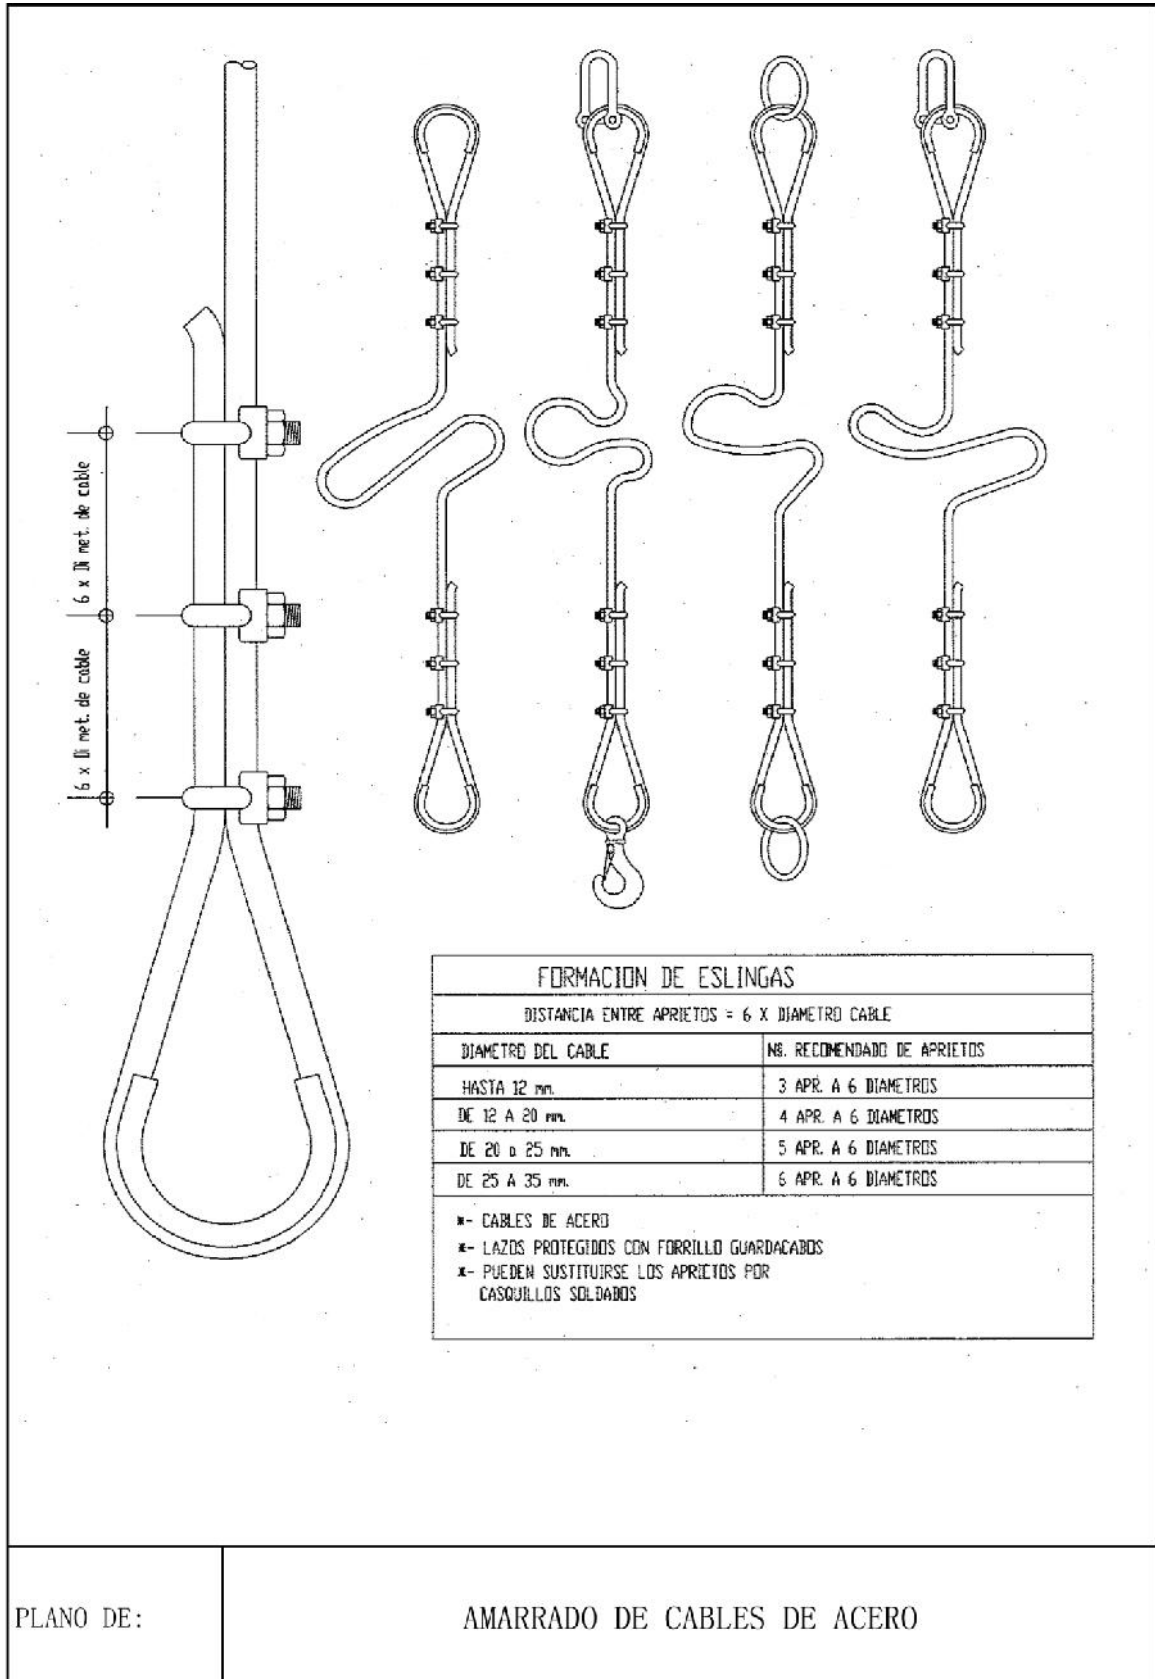 6 x Di met. de cable
6 x Di met. de cable
FORMACION DE ESLINGAS
DISTANCIA ENTRE APRIETOS = 6 X DIAMETRO CABLE
DIAMETRO DEL CABLE
Nº. RECOMENDADO DE APRIETOS
HASTA 12 mm.
3 APR. A 6 DIAMETROS
DE 12 A 20 mm.
4 APR. A 6 DIAMETROS
DE 20 a 25 mm.
5 APR. A 6 DIAMETROS
DE 25 A 35 mm.
6 APR. A 6 DIAMETROS
*- CABLES DE ACERO
*- LAZOS PROTEGIDOS CON FORRILLO GUARDACABOS
*- PUEDEN SUSTITUIRSE LOS APRIETOS POR
CASQUILLOS SOLDADOS
PLANO DE:
AMARRADO DE CABLES DE ACERO